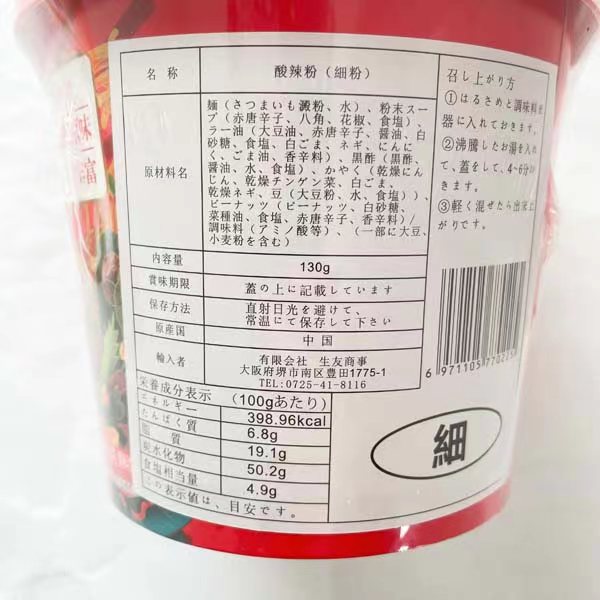 味
富
名 称
酸辣粉（細粉）
原材料名
麺（さつまいも澱粉、水）、粉末スー
プ（赤唐辛子、八角、花椒、食塩）、
ラー油（大豆油、赤唐辛子、醤油、白
砂糖、食塩、白ごま、ネギ、にんに
く、ごま油、香辛料）、黒酢（黒酢、
醤油、水、食塩）、かやく（乾燥にん
じん、乾燥チンゲン菜、白ごま、
乾燥ネギ、豆（大豆粉、水、食塩））、
ピーナッツ（ピーナッツ、白砂糖、
菜種油、食塩、赤唐辛子、香辛料）/
調味料（アミノ酸等）、（一部に大豆、
小麦粉を含む）
内容量
130g
賞味期限
蓋の上に記載しています
保存方法
直射日光を避けて、
常温にて保存して下さい
原産国
中 国
輸入者
有限会社 生友商事
大阪府堺市南区豊田1775-1
TEL:0725-41-8116
栄養成分表示 （100gあたり）
エネルギー
398.96kcal
たんぱく質
6.8g
脂 質
19.1g
炭水化物
50.2g
食塩相当量
4.9g
この表示値は、目安です。
召し上がり方
①はるさめと調味料を
器に入れておきます。
②沸騰したお湯を入れ
て、蓋をして、4~6分お
きます。
③軽く混ぜたら出来上
がりです。
6 971105 77022
細